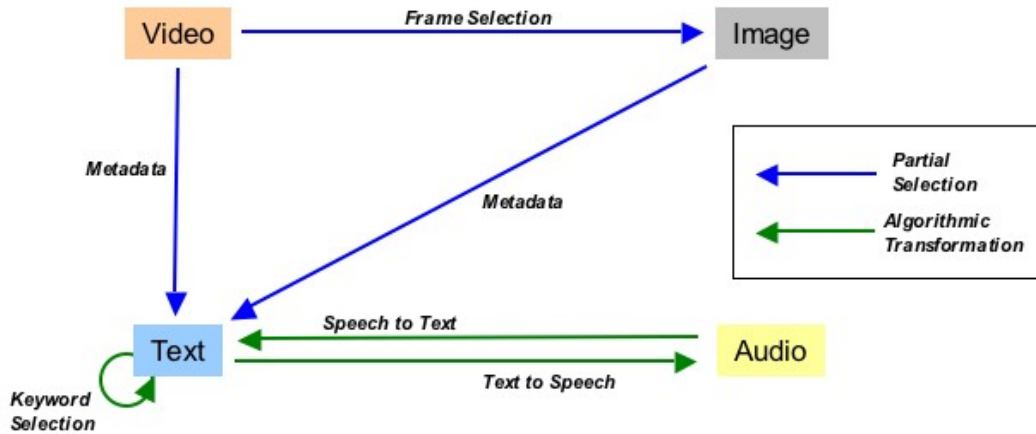 Frame Selection
Video
Image
Metadata
Metadata
Partial
Selection
Algorithmic
Transformation
Speech to Text
Text
Audio
Text to Speech
Keyword
Selection